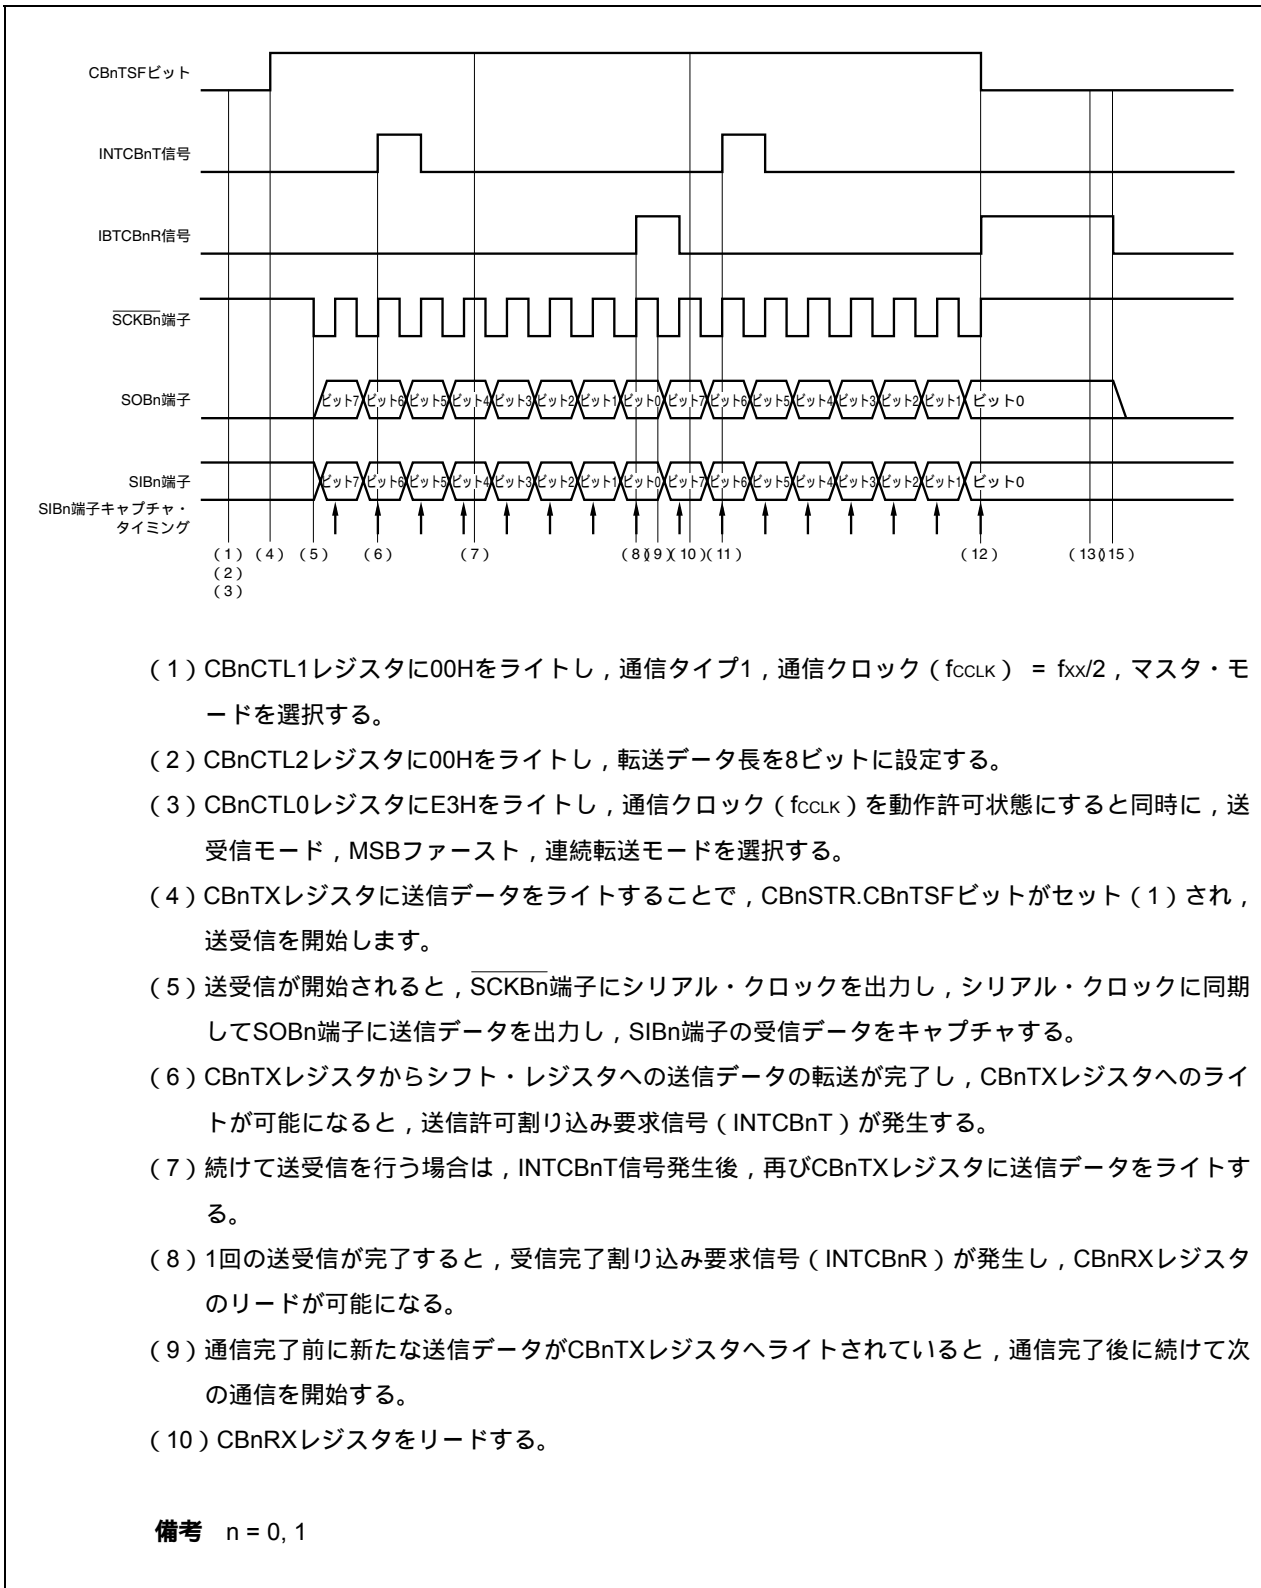 CBnTSFビット
INTCBnT信号
IBTCBnR信号
SCKBn端子
SOBn端子
ビット7 ビット6 ビット5 ビット4 ビット3 ビット2 ビット1 ビット0 ビット7 ビット6 ビット5 ビット4 ビット3 ビット2 ビット1 ビット0
SIBn端子
ビット7 ビット6 ビット5 ビット4 ビット3 ビット2 ビット1 ビット0 ビット7 ビット6 ビット5 ビット4 ビット3 ビット2 ビット1 ビット0
SIBn端子キャプチャ・
タイミング
(1) (4) (5) (6) (7) (8)(9)(10)(11) (12) (13)(15)
(2)
(3)
(1)CBnCTL1レジスタに00Hをライトし,通信タイプ1,通信クロック(fCCLK) = fXX/2,マスタ・モ
ードを選択する。
(2)CBnCTL2レジスタに00Hをライトし,転送データ長を8ビットに設定する。
(3)CBnCTL0レジスタにE3Hをライトし,通信クロック(fCCLK)を動作許可状態にすると同時に,送
受信モード,MSBファースト,連続転送モードを選択する。
(4)CBnTXレジスタに送信データをライトすることで,CBnSTR.CBnTSFビットがセット(1)され,
送受信を開始します。
(5)送受信が開始されると,SCKBn端子にシリアル・クロックを出力し,シリアル・クロックに同期
してSOBn端子に送信データを出力し,SIBn端子の受信データをキャプチャする。
(6)CBnTXレジスタからシフト・レジスタへの送信データの転送が完了し,CBnTXレジスタへのライ
トが可能になると,送信許可割り込み要求信号(INTCBnT)が発生する。
(7)続けて送受信を行う場合は,INTCBnT信号発生後,再びCBnTXレジスタに送信データをライトす
る。
(8)1回の送受信が完了すると,受信完了割り込み要求信号(INTCBnR)が発生し,CBnRXレジスタ
のリードが可能になる。
(9)通信完了前に新たな送信データがCBnTXレジスタへライトされていると,通信完了後に続けて次
の通信を開始する。
(10)CBnRXレジスタをリードする。
備考 n = 0, 1